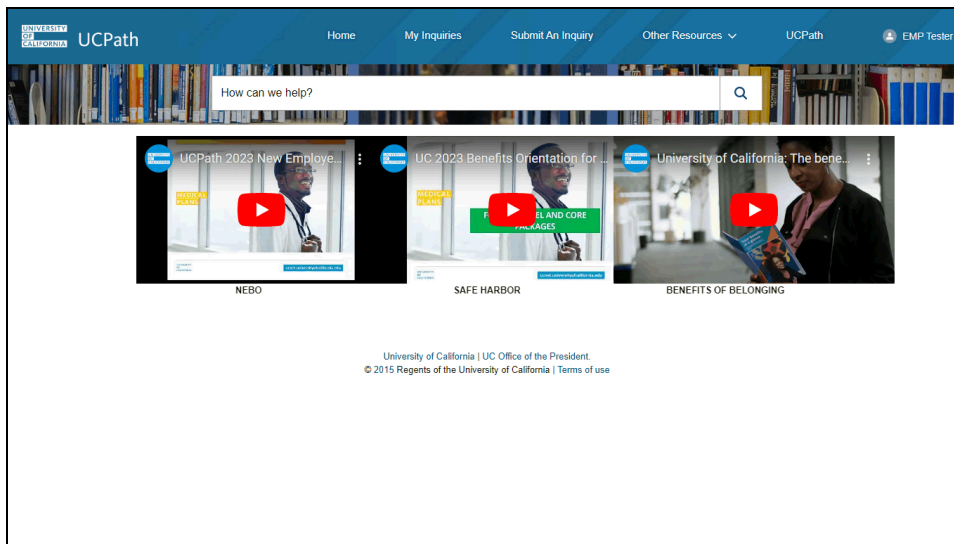 UNIVERSITY
OF
CALIFORNIA
UCPath
Home
My Inquiries
Submit An Inquiry
Other Resources
UCPath
EMP Tester
How can we help?
UCPath 2023 New Employe...
MEDICAL
PLANS
NEBO
UC 2023 Benefits Orientation for ...
MEDICAL
PLANS
EL AND CORE
PACKAGES
SAFE HARBOR
University of California: The bene...
BENEFITS OF BELONGING
University of California | UC Office of the President.
© 2015 Regents of the University of California | Terms of use